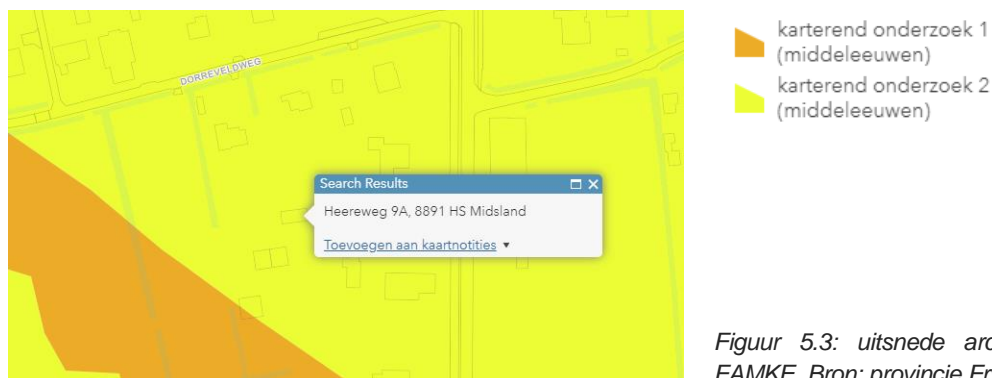 DORREVELDWEG
Search Results
Heereweg 9A, 8891 HS Midsland
Toevoegen aan kaartnotities
karterend onderzoek 1
(middeleeuwen)
karterend onderzoek 2
(middeleeuwen)
Figuur 5.3: uitsnede
FAMKE. Bron: provincie